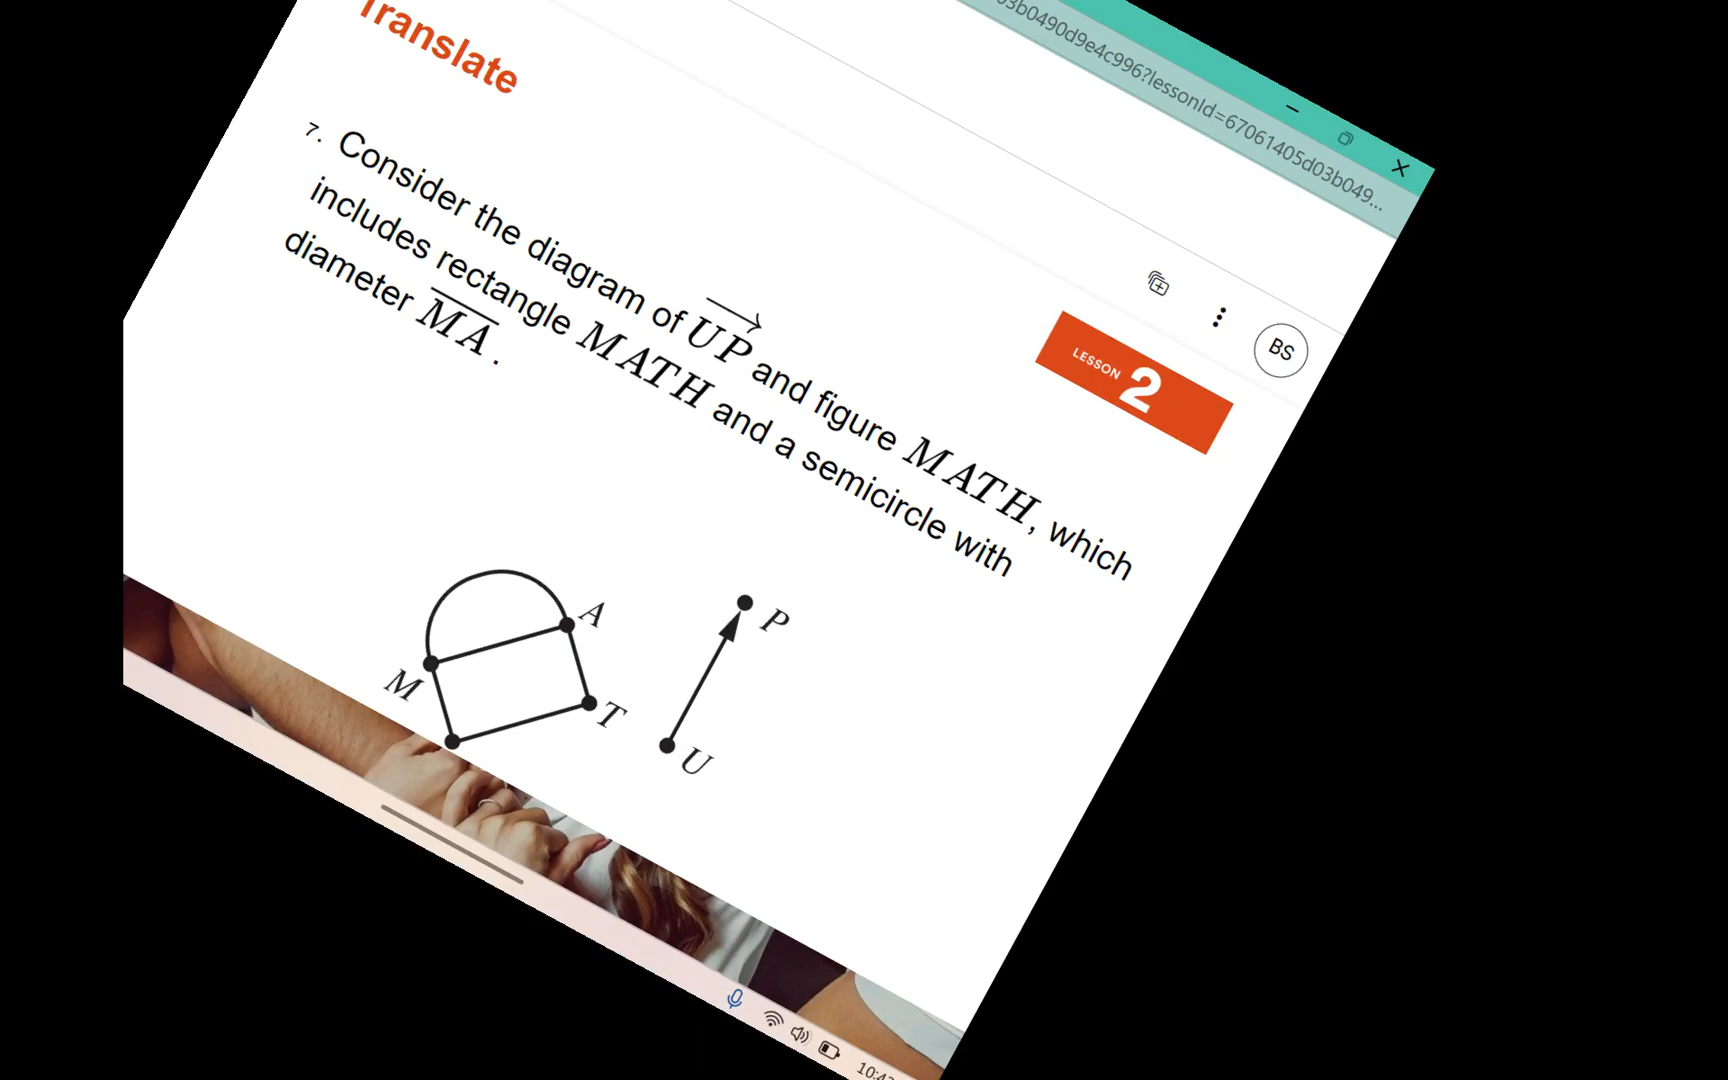 03b0490d9e4c996?lessonId=67061405d03b049...
BS
Translate
LESSON 2
7. Consider the diagram of UP and figure MATH, which
includes rectangle MATH and a semicircle with
diameter MA.
A
P
M
T
U